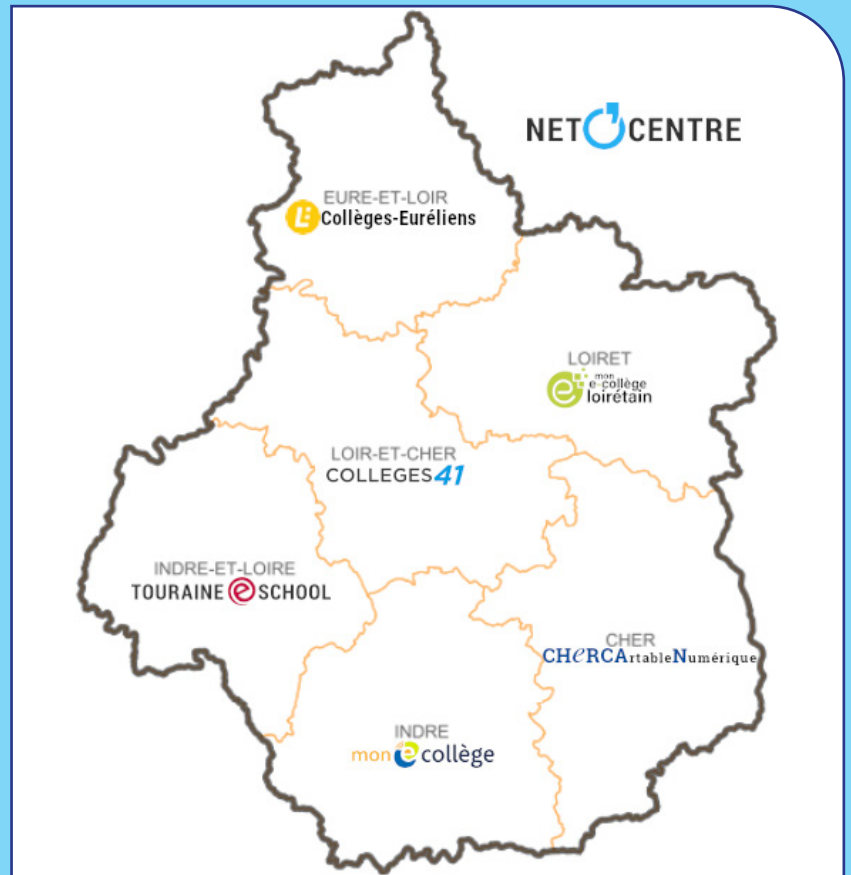 NET CENTRE
EURE-ET-LOIR
Collèges-Euréliens
LOIRET
mon
e-collège
loirétain
LOIR-ET-CHER
COLLEGES41
INDRE-ET-LOIRE
TOURAINE e SCHOOL
CHER
CHeRCArtableNumérique
INDRE
mon e collège